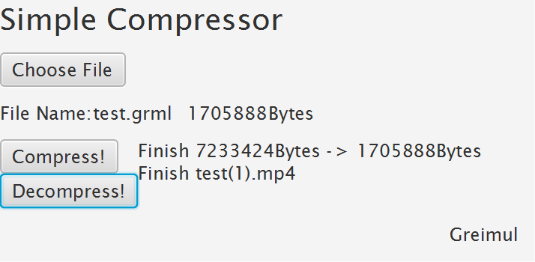 Simple Compressor
Choose File
File Name:test.grml 1705888Bytes
Compress!
Finish 7233424Bytes -> 1705888Bytes
Finish test(1).mp4
Decompress!
Greimul